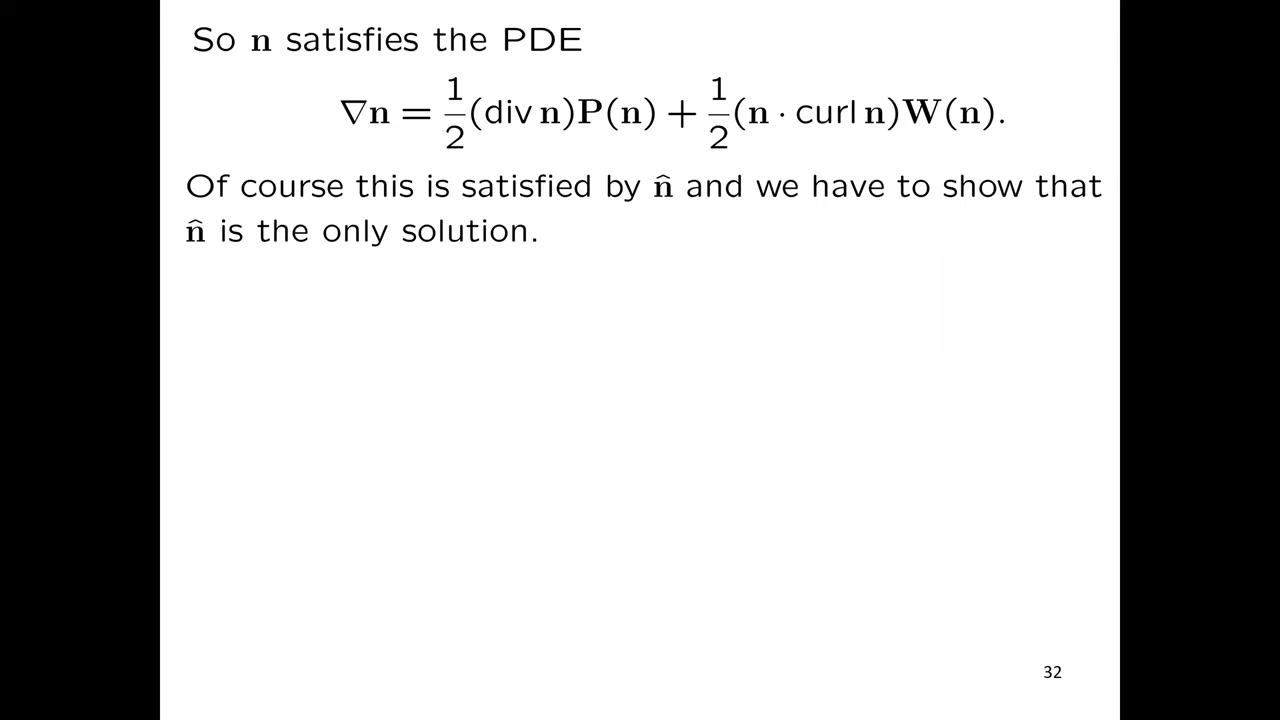 So n satisfies the PDE
∇n = 1/2 (div n)P(n) + 1/2 (n · curl n)W(n).
Of course this is satisfied by n̂ and we have to show that
n̂ is the only solution.
32